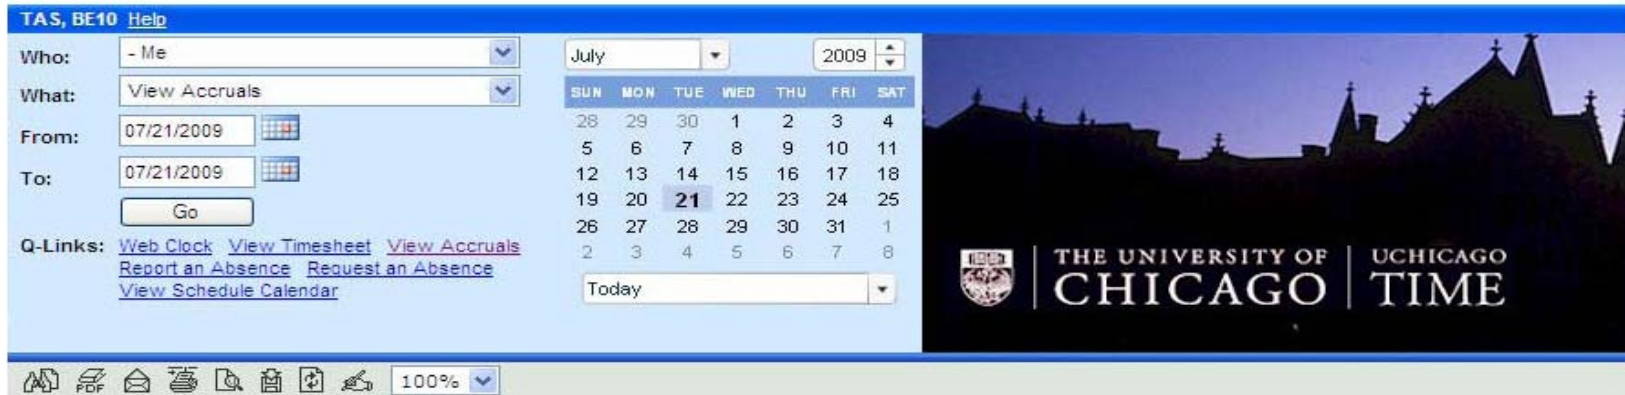 TAS, BE10 Help
Who: - Me
What: View Accruals
From: 07/21/2009
To: 07/21/2009
Go
Q-Links: Web Clock View Timesheet View Accruals
Report an Absence Request an Absence
View Schedule Calendar
July 2009
SUN MON TUE WED THU FRI SAT
28 29 30 1 2 3 4
5 6 7 8 9 10 11
12 13 14 15 16 17 18
19 20 21 22 23 24 25
26 27 28 29 30 31 1
2 3 4 5 6 7 8
Today
THE UNIVERSITY OF
CHICAGO
UCHICAGO
TIME
PDF
100%